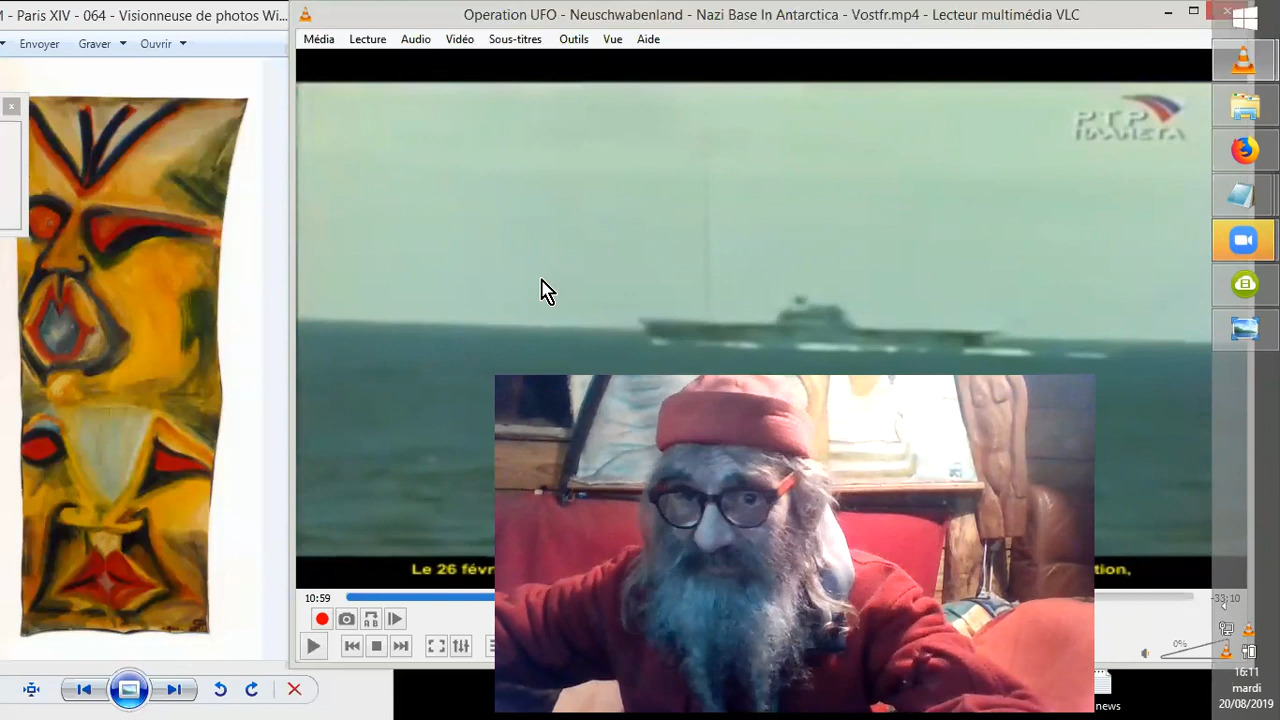 - Paris XIV - 064 - Visionneuse de photos Wi...
Envoyer Graver Ouvrir
x
Operation UFO - Neuschwabenland - Nazi Base In Antarctica - Vostfr.mp4 - Lecteur multimédia VLC
Média Lecture Audio Vidéo Sous-titres Outils Vue Aide
РТР
ПЛАНЕТА
Le 26 févr
tion,
10:59
-33:10
0%
news
16:11
mardi
20/08/2019